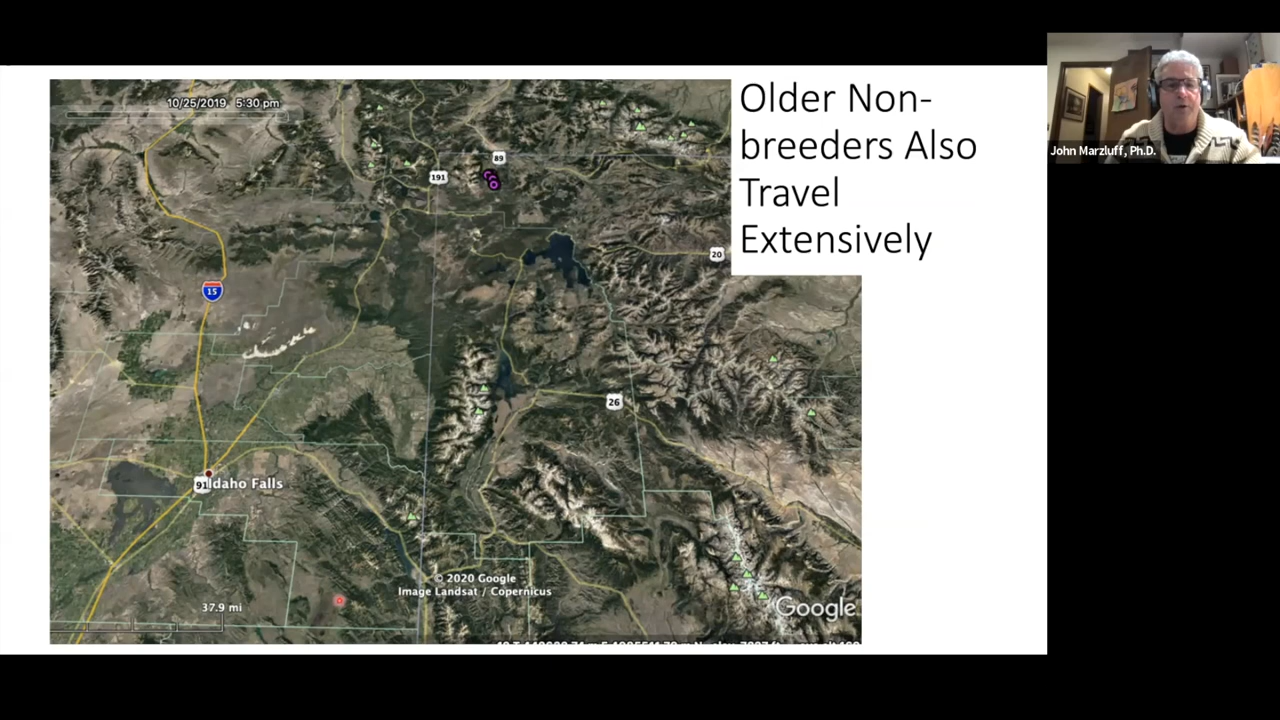 10/25/2019 5:30 pm
Older Non-
breeders Also
Travel
Extensively
John Marzluff, Ph.D.
89
191
20
15
26
91
Idaho Falls
© 2020 Google
Image Landsat / Copernicus
37.9 mi
Google